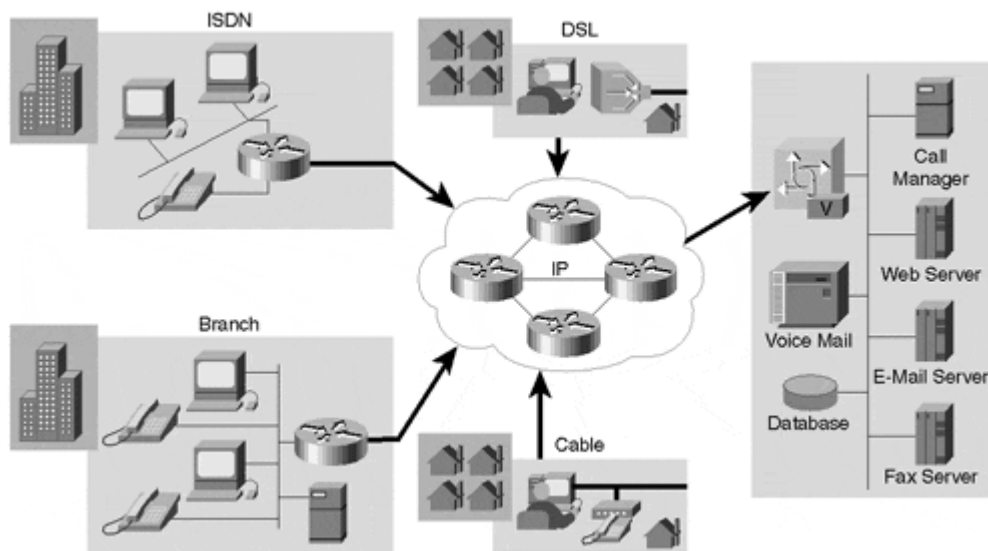 ISDN
DSL
Call
Manager
V
IP
Web Server
Branch
Voice Mail
E-Mail Server
Database
Cable
Fax Server